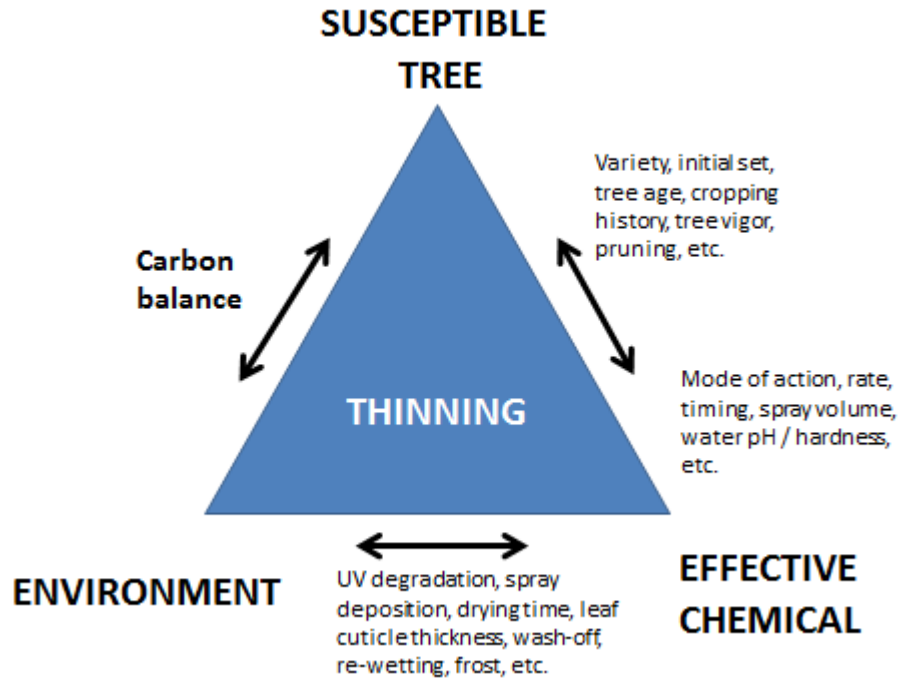 SUSCEPTIBLE
TREE
Variety, initial set,
tree age, cropping
history, tree vigor,
pruning, etc.
Carbon
balance
Mode of action, rate,
timing, spray volume,
water pH / hardness,
etc.
THINNING
ENVIRONMENT
UV degradation, spray
deposition, drying time, leaf
cuticle thickness, wash-off,
re-wetting, frost, etc.
EFFECTIVE
CHEMICAL